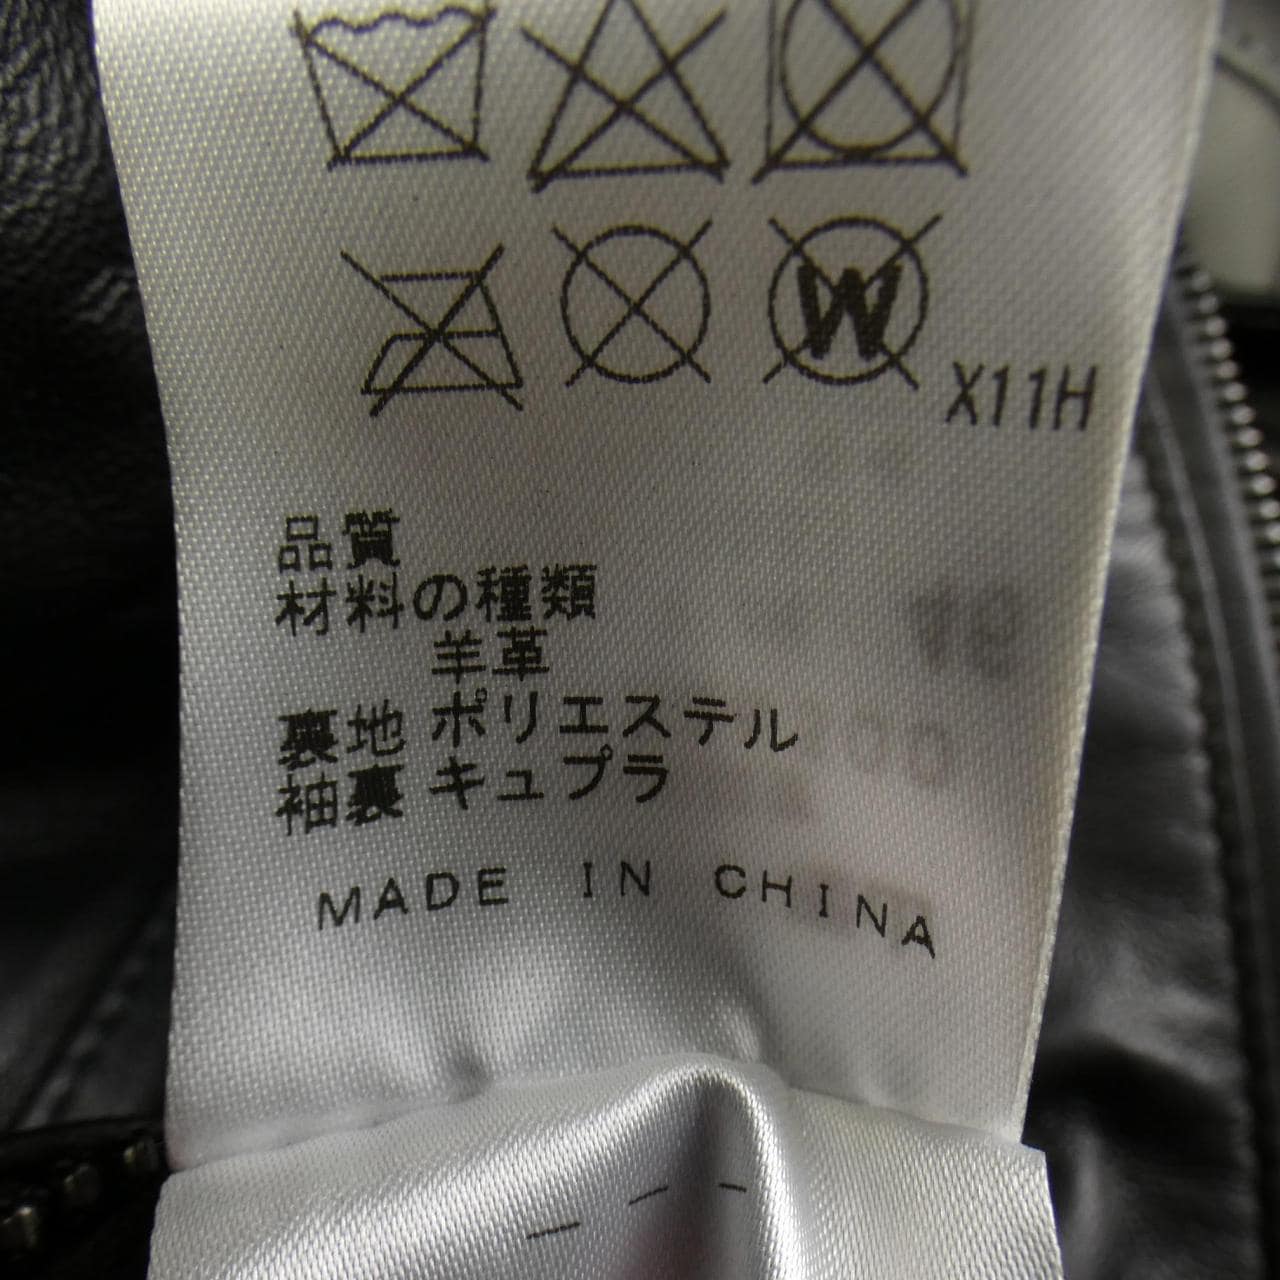 W
X11H
品質
材料の種類
羊革
裏地 ポリエステル
袖裏 キュプラ
MADE IN CHINA